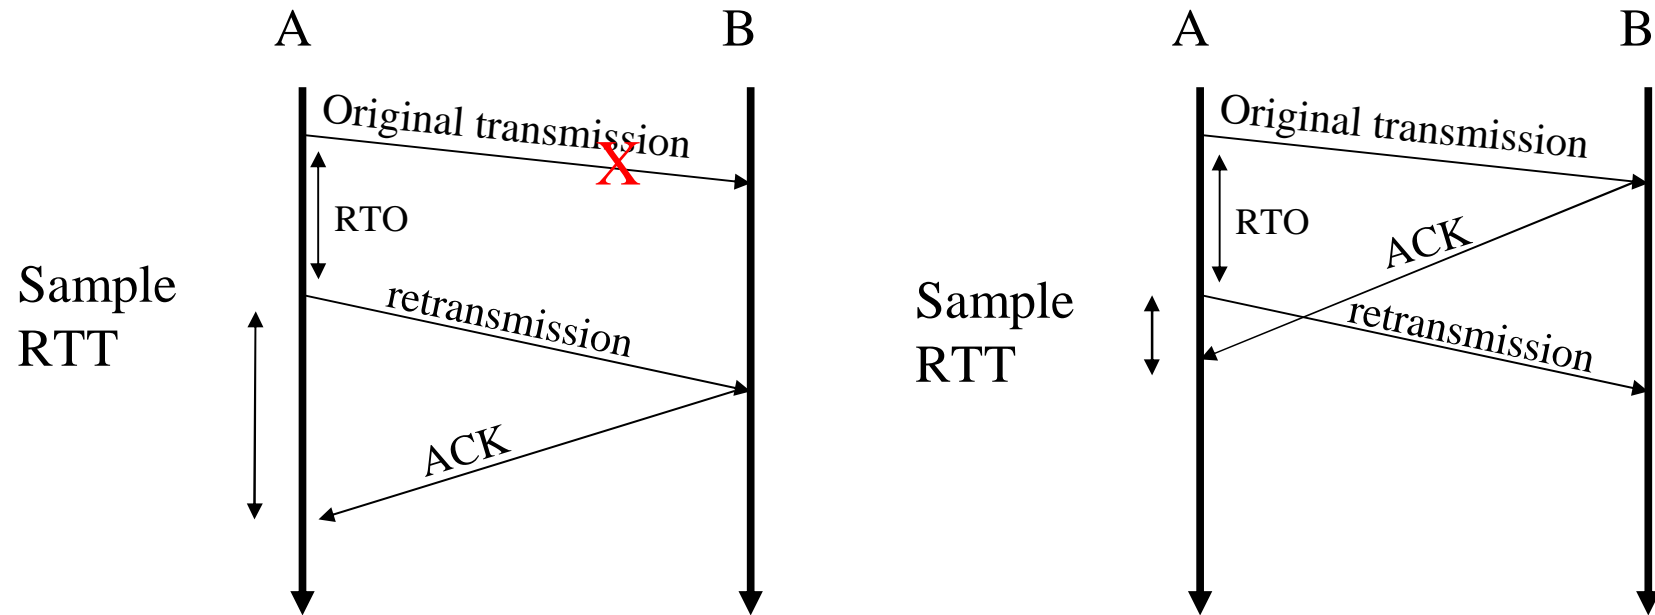 A
B
Original transmission
X
RTO
Sample
RTT
retransmission
ACK
A
B
Original transmission
RTO
ACK
Sample
RTT
retransmission